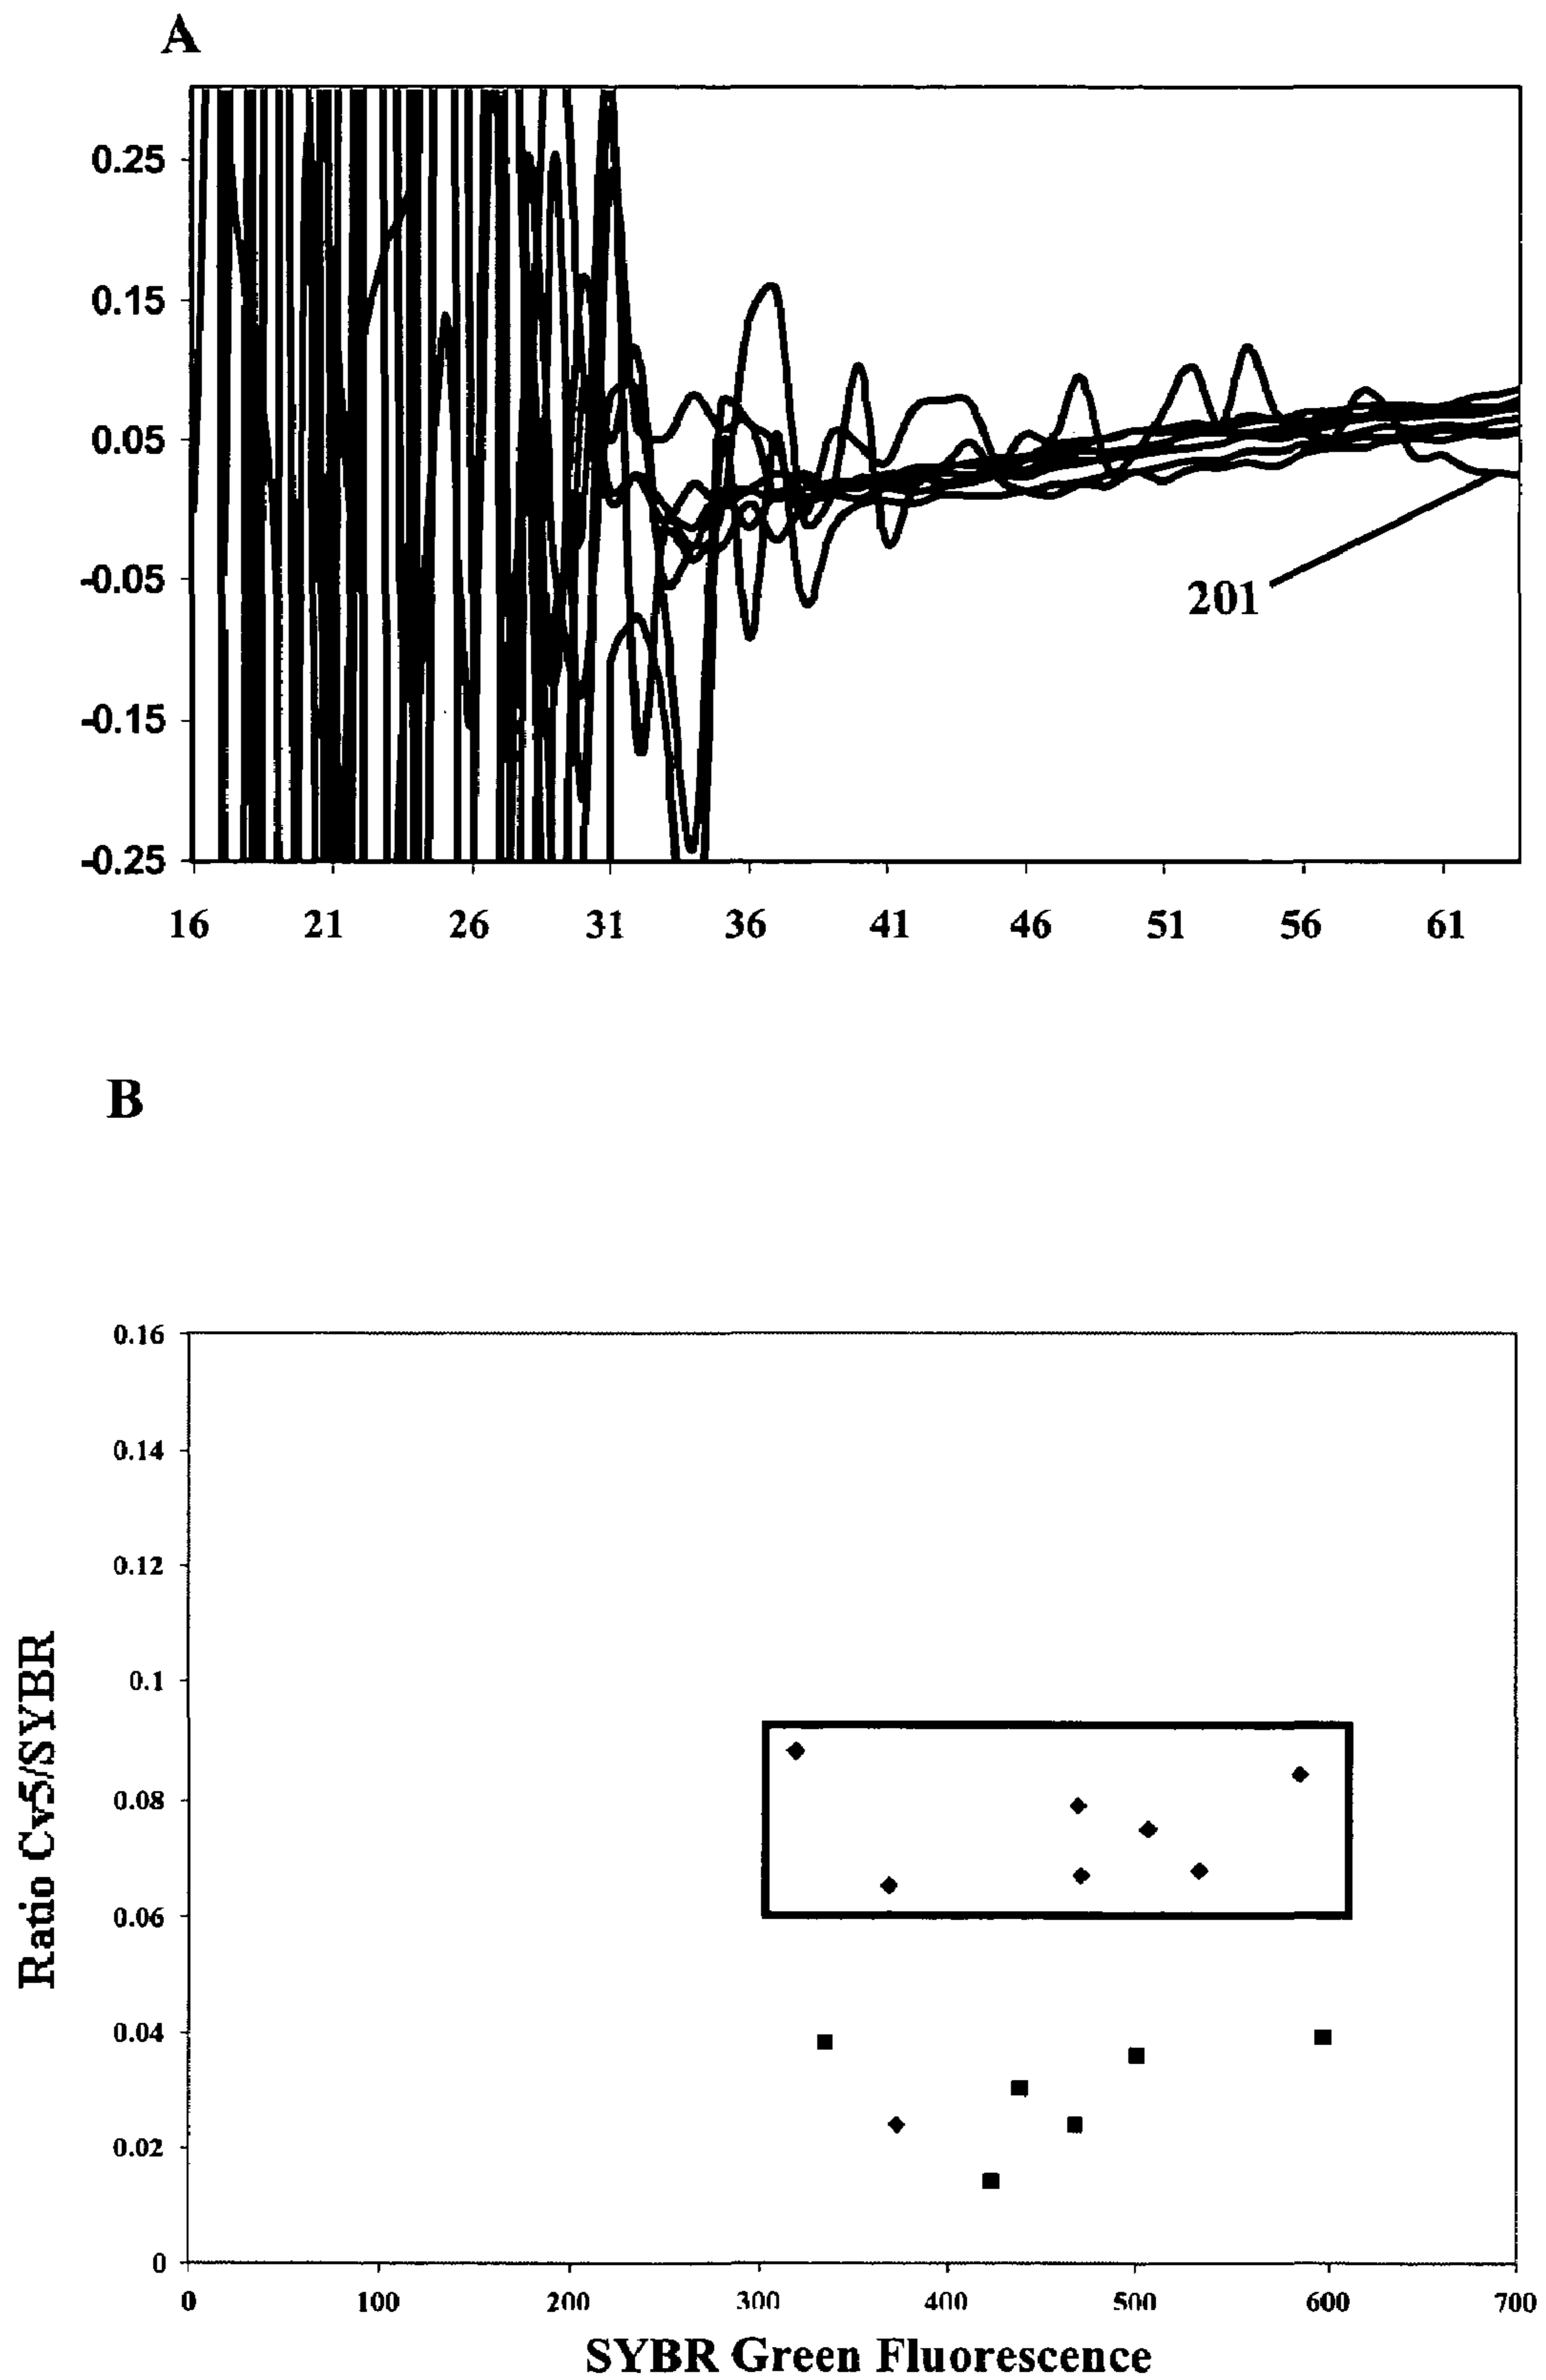 A
0.25
0.15
0.05
-0.05
-0.15
-0.25
201
16 21 26 31 36 41 46 51 56 61
B
0.16
0.14
0.12
0.1
0.08
0.06
0.04
0.02
0
Ratio Cy5/SYBR
0 100 200 300 400 500 600 700
SYBR Green Fluorescence